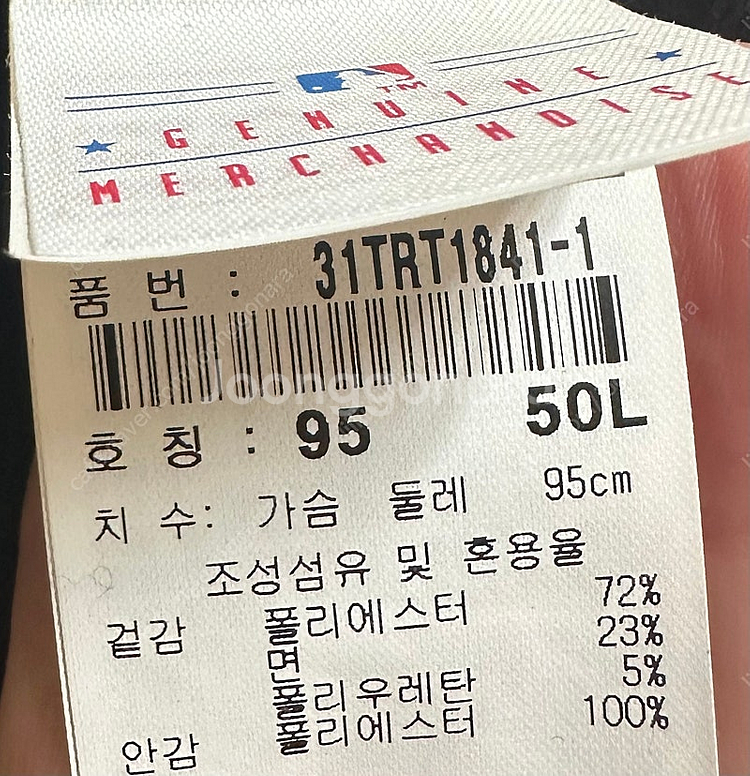 TM
GENUINE
MERCHANDISE
품 번 : 31TRT1841-1
호 칭 : 95 50L
치 수: 가슴 둘레 95cm
조성섬유 및 혼용율
겉감 폴리에스터 72%
면 23%
폴리우레탄 5%
안감 폴리에스터 100%